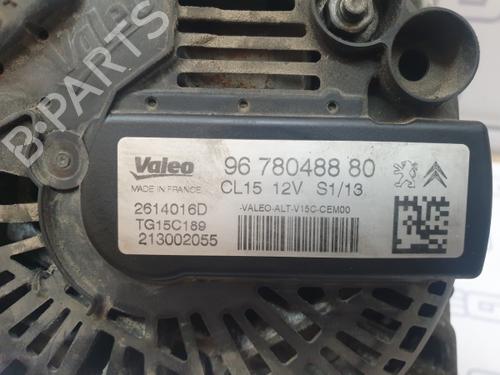 Valeo
B-PARTS
Valeo
MADE IN FRANCE
96 780488 80
CL15 12V S1/13
2614016D
TG15C189
213002055
-VALEO-ALT-V15C-CEM00